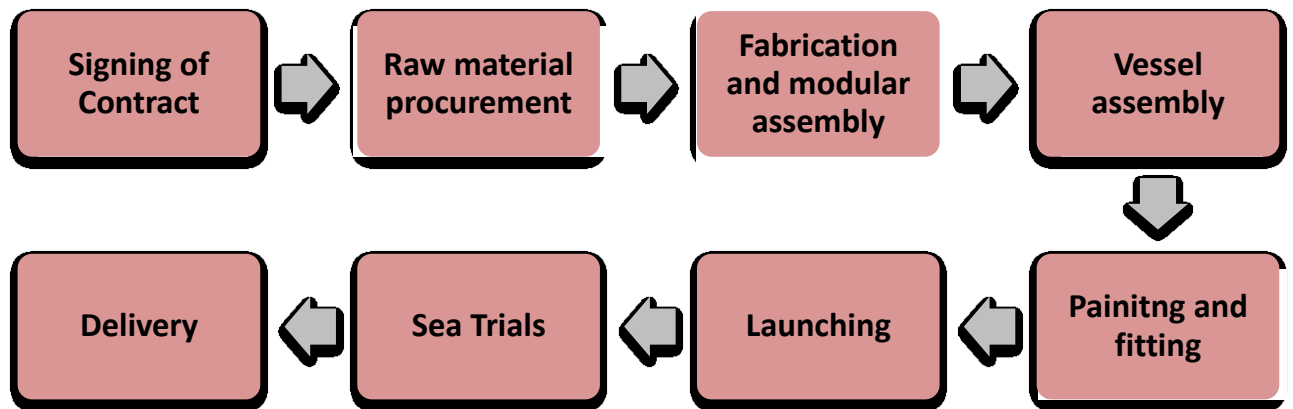 Signing of
Contract
Raw material
procurement
Fabrication
and modular
assembly
Vessel
assembly
Painitng and
fitting
Launching
Sea Trials
Delivery